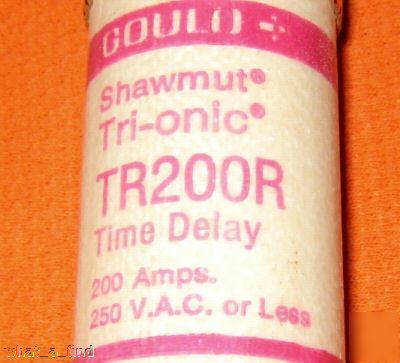 GOULD
Shawmut®
Tri-onic®
TR200R
Time Delay
200 Amps.
250 V.A.C. or Less
what_a_find